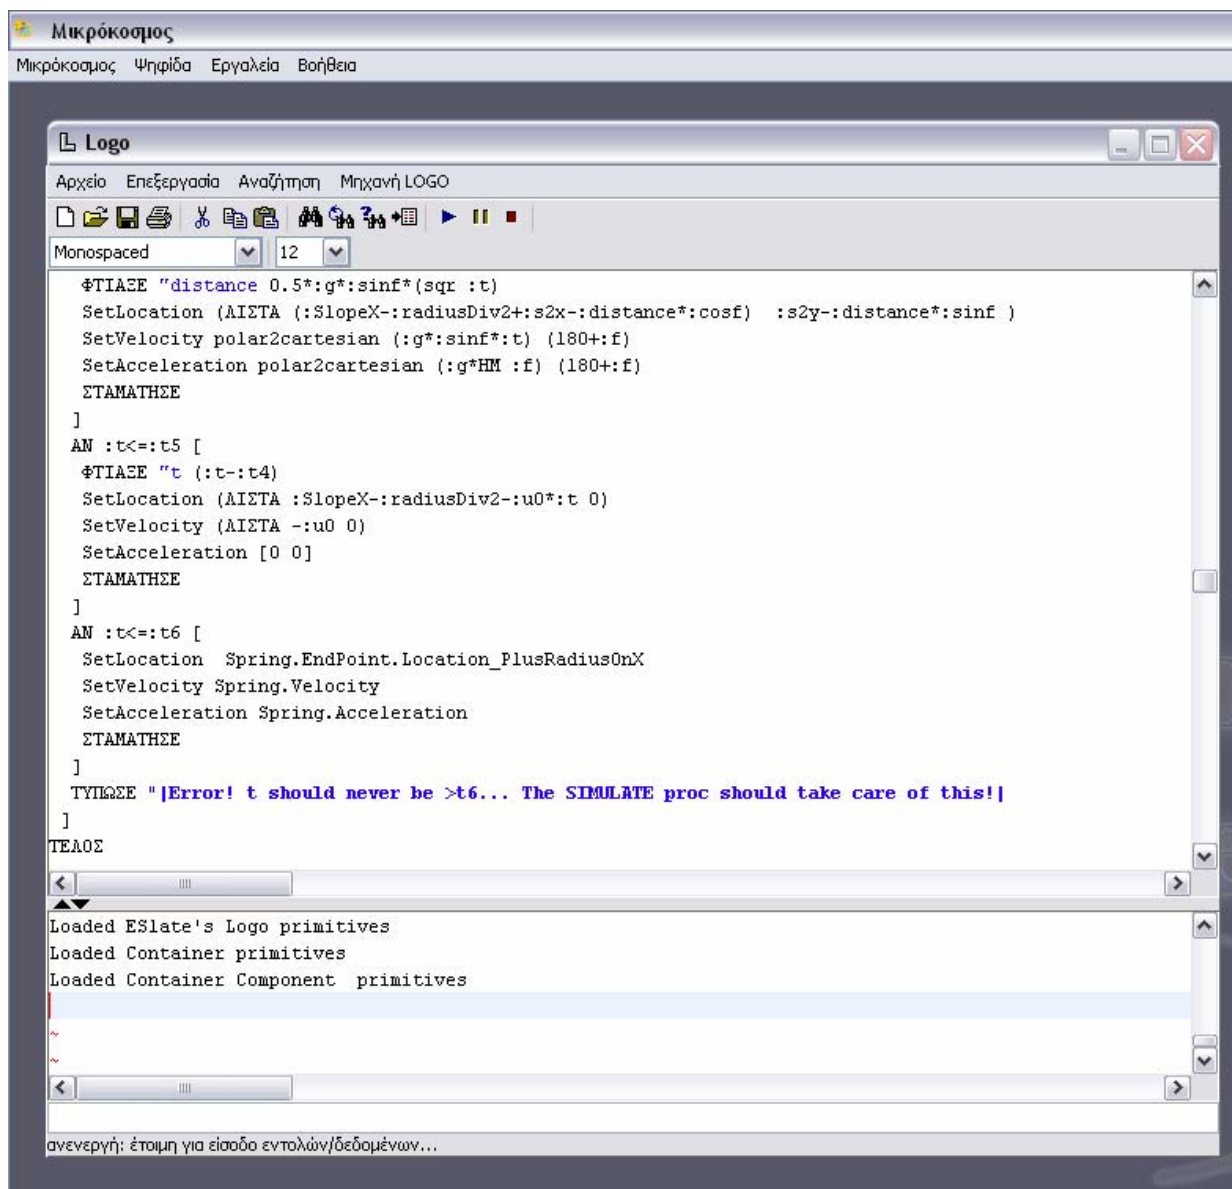 Μικρόκοσμος
Μικρόκοσμος Ψηφίδα Εργαλεία Βοήθεια
Logo
Αρχείο Επεξεργασία Αναζήτηση Μηχανή LOGO
Monospaced 12
ΦΤΙΑΞΕ "distance 0.5*:g*:sinf*(sqr :t)
SetLocation (ΛΙΣΤΑ (:SlopeX-:radiusDiv2+:s2x-:distance*:cosf) :s2y-:distance*:sinf )
SetVelocity polar2cartesian (:g*:sinf*:t) (180+:f)
SetAcceleration polar2cartesian (:g*ΗΜ :f) (180+:f)
ΣΤΑΜΑΤΗΣΕ
]
ΑΝ :t<=:t5 [
ΦΤΙΑΞΕ "t (:t-:t4)
SetLocation (ΛΙΣΤΑ :SlopeX-:radiusDiv2-:u0*:t 0)
SetVelocity (ΛΙΣΤΑ -:u0 0)
SetAcceleration [0 0]
ΣΤΑΜΑΤΗΣΕ
]
ΑΝ :t<=:t6 [
SetLocation Spring.EndPoint.Location_PlusRadiusOnX
SetVelocity Spring.Velocity
SetAcceleration Spring.Acceleration
ΣΤΑΜΑΤΗΣΕ
]
ΤΥΠΩΣΕ "|Error! t should never be >t6... The SIMULATE proc should take care of this!|
]
ΤΕΛΟΣ
Loaded ESlate's Logo primitives
Loaded Container primitives
Loaded Container Component primitives
~
~
ανενεργή: έτοιμη για είσοδο εντολών/δεδομένων...